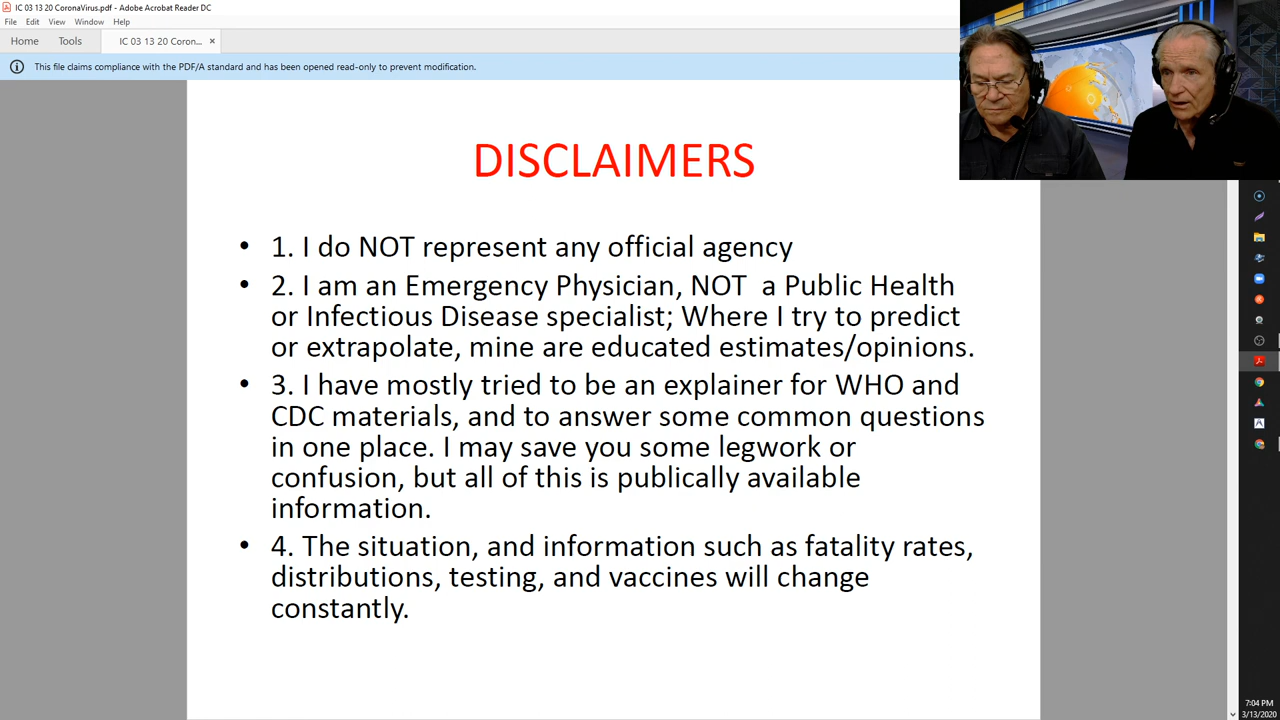 IC 03 13 20 CoronaVirus.pdf - Adobe Acrobat Reader DC
File Edit View Window Help
Home Tools IC 03 13 20 Coron... ×
This file claims compliance with the PDF/A standard and has been opened read-only to prevent modification.
DISCLAIMERS
• 1. I do NOT represent any official agency
• 2. I am an Emergency Physician, NOT a Public Health
or Infectious Disease specialist; Where I try to predict
or extrapolate, mine are educated estimates/opinions.
• 3. I have mostly tried to be an explainer for WHO and
CDC materials, and to answer some common questions
in one place. I may save you some legwork or
confusion, but all of this is publically available
information.
• 4. The situation, and information such as fatality rates,
distributions, testing, and vaccines will change
constantly.
7:04 PM
3/13/2020